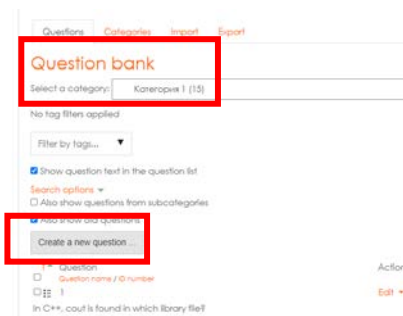 Questions Categories Import Export
Question bank
Select a category: Категория 1 (15)
No tag filters applied
Filter by tags... ▼
Show question text in the question list
Search options
Also show questions from subcategories
Also show old questions
Create a new question ...
T Question Action
Question name / ID number
1 Edit
In C++, cout is found in which library file?